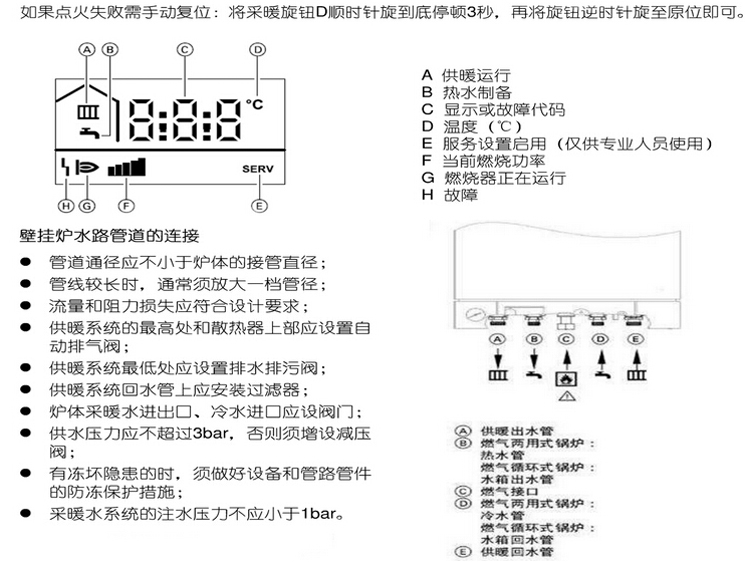 如果点火失败需手动复位：将采暖旋钮D顺时针旋到底停顿3秒，再将旋钮逆时针旋至原位即可。
A B C D
8:8:8 °C
SERV
H G F E
A 供暖运行
B 热水制备
C 显示或故障代码
D 温度（℃）
E 服务设置启用（仅供专业人员使用）
F 当前燃烧功率
G 燃烧器正在运行
H 故障
壁挂炉水路管道的连接
● 管道通径应不小于炉体的接管直径；
● 管线较长时，通常须放大一档管径；
● 流量和阻力损失应符合设计要求；
● 供暖系统的最高处和散热器上部应设置自
动排气阀；
● 供暖系统最低处应设置排水排污阀；
● 供暖系统回水管上应安装过滤器；
● 炉体采暖水进出口、冷水进口应设阀门；
● 供水压力应不超过3bar，否则须增设减压
阀；
● 有冻坏隐患的时，须做好设备和管路管件
的防冻保护措施；
● 采暖水系统的注水压力不应小于1bar。
A B C D E
A 供暖出水管
B 燃气两用式锅炉：
热水管
燃气循环式锅炉：
水箱出水管
C 燃气接口
D 燃气两用式锅炉：
冷水管
燃气循环式锅炉：
水箱回水管
E 供暖回水管